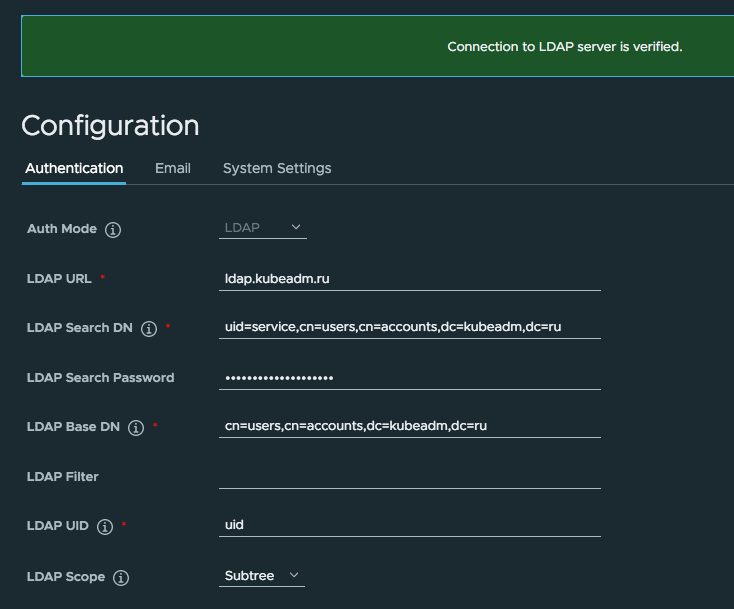 Connection to LDAP server is verified.
Configuration
Authentication Email System Settings
Auth Mode LDAP
LDAP URL * ldap.kubeadm.ru
LDAP Search DN * uid=service,cn=users,cn=accounts,dc=kubeadm,dc=ru
LDAP Search Password ••••••••••••••••••••
LDAP Base DN * cn=users,cn=accounts,dc=kubeadm,dc=ru
LDAP Filter
LDAP UID * uid
LDAP Scope Subtree